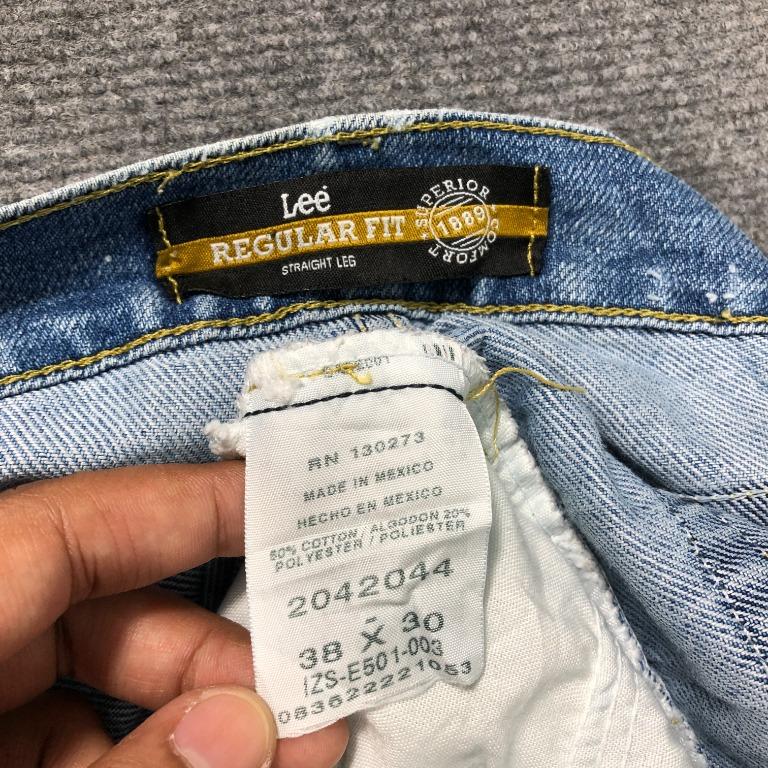 Lee
REGULAR FIT
STRAIGHT LEG
SUPERIOR
1889
COMFORT
RN 130273
MADE IN MEXICO
HECHO EN MEXICO
80% COTTON / ALGODON 20%
POLYESTER / POLIESTER
2042044
38 X 30
IZS-E501-003
083622221053